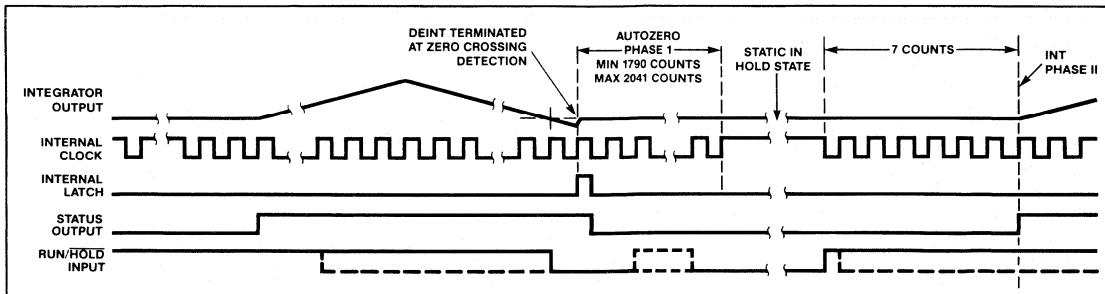 DEINT TERMINATED
AT ZERO CROSSING
DETECTION
AUTOZERO
PHASE 1
MIN 1790 COUNTS
MAX 2041 COUNTS
STATIC IN
HOLD STATE
7 COUNTS
INT
PHASE II
INTEGRATOR
OUTPUT
INTERNAL
CLOCK
INTERNAL
LATCH
STATUS
OUTPUT
RUN/HOLD
INPUT